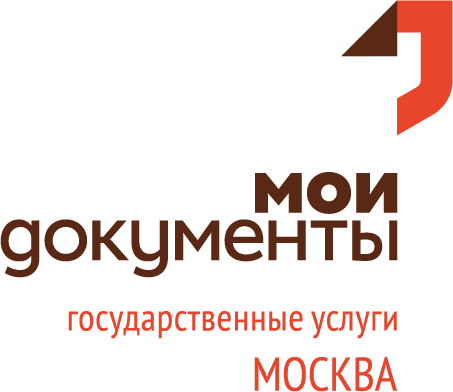 мои
документы
государственные услуги
МОСКВА